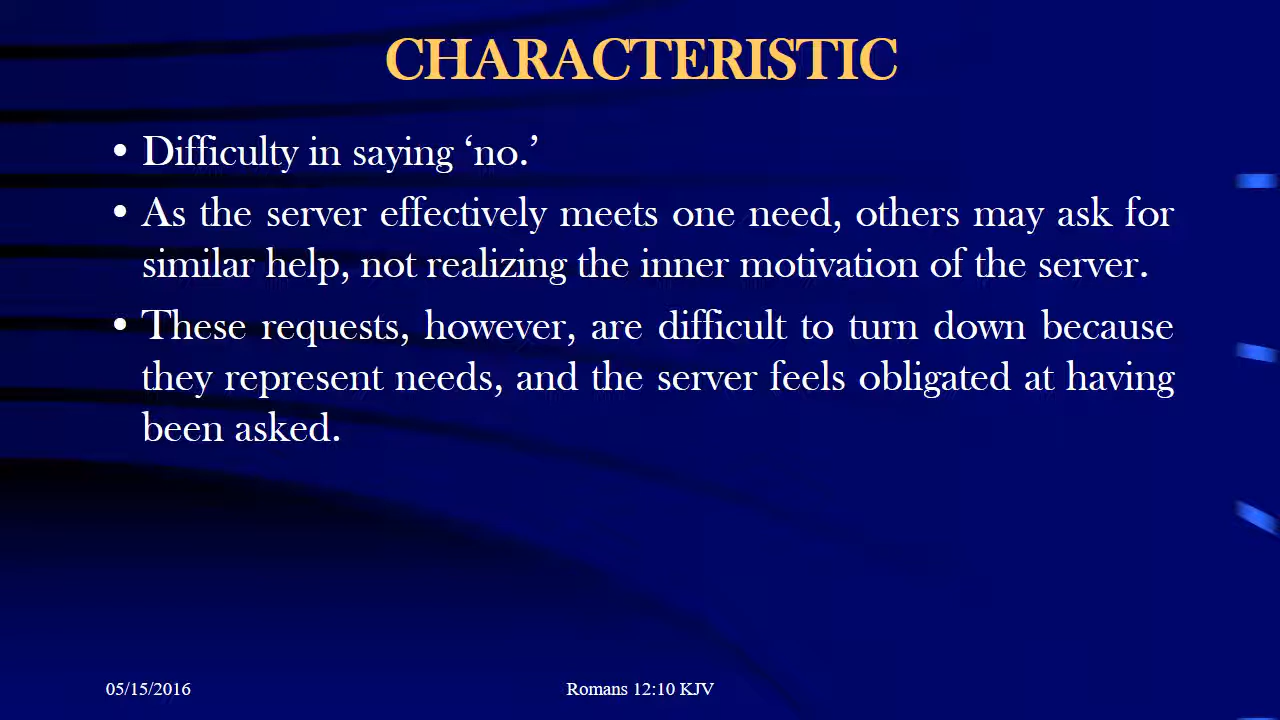 CHARACTERISTIC
• Difficulty in saying ‘no.’
• As the server effectively meets one need, others may ask for
similar help, not realizing the inner motivation of the server.
• These requests, however, are difficult to turn down because
they represent needs, and the server feels obligated at having
been asked.
05/15/2016
Romans 12:10 KJV